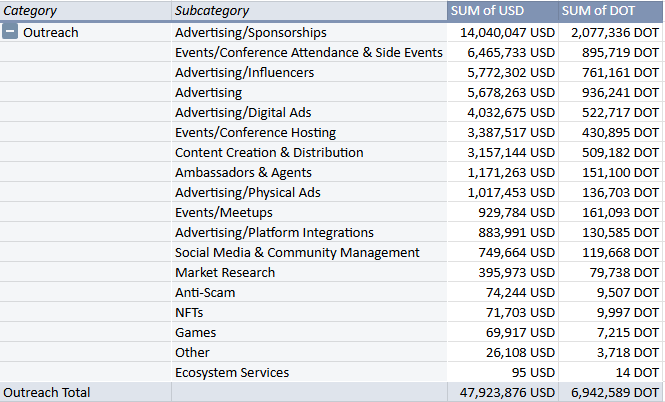 Category Subcategory SUM of USD SUM of DOT
Outreach Advertising/Sponsorships 14,040,047 USD 2,077,336 DOT
Events/Conference Attendance & Side Events 6,465,733 USD 895,719 DOT
Advertising/Influencers 5,772,302 USD 761,161 DOT
Advertising 5,678,263 USD 936,241 DOT
Advertising/Digital Ads 4,032,675 USD 522,717 DOT
Events/Conference Hosting 3,387,517 USD 430,895 DOT
Content Creation & Distribution 3,157,144 USD 509,182 DOT
Ambassadors & Agents 1,171,263 USD 151,100 DOT
Advertising/Physical Ads 1,017,453 USD 136,703 DOT
Events/Meetups 929,784 USD 161,093 DOT
Advertising/Platform Integrations 883,991 USD 130,585 DOT
Social Media & Community Management 749,664 USD 119,668 DOT
Market Research 395,973 USD 79,738 DOT
Anti-Scam 74,244 USD 9,507 DOT
NFTs 71,703 USD 9,997 DOT
Games 69,917 USD 7,215 DOT
Other 26,108 USD 3,718 DOT
Ecosystem Services 95 USD 14 DOT
Outreach Total 47,923,876 USD 6,942,589 DOT